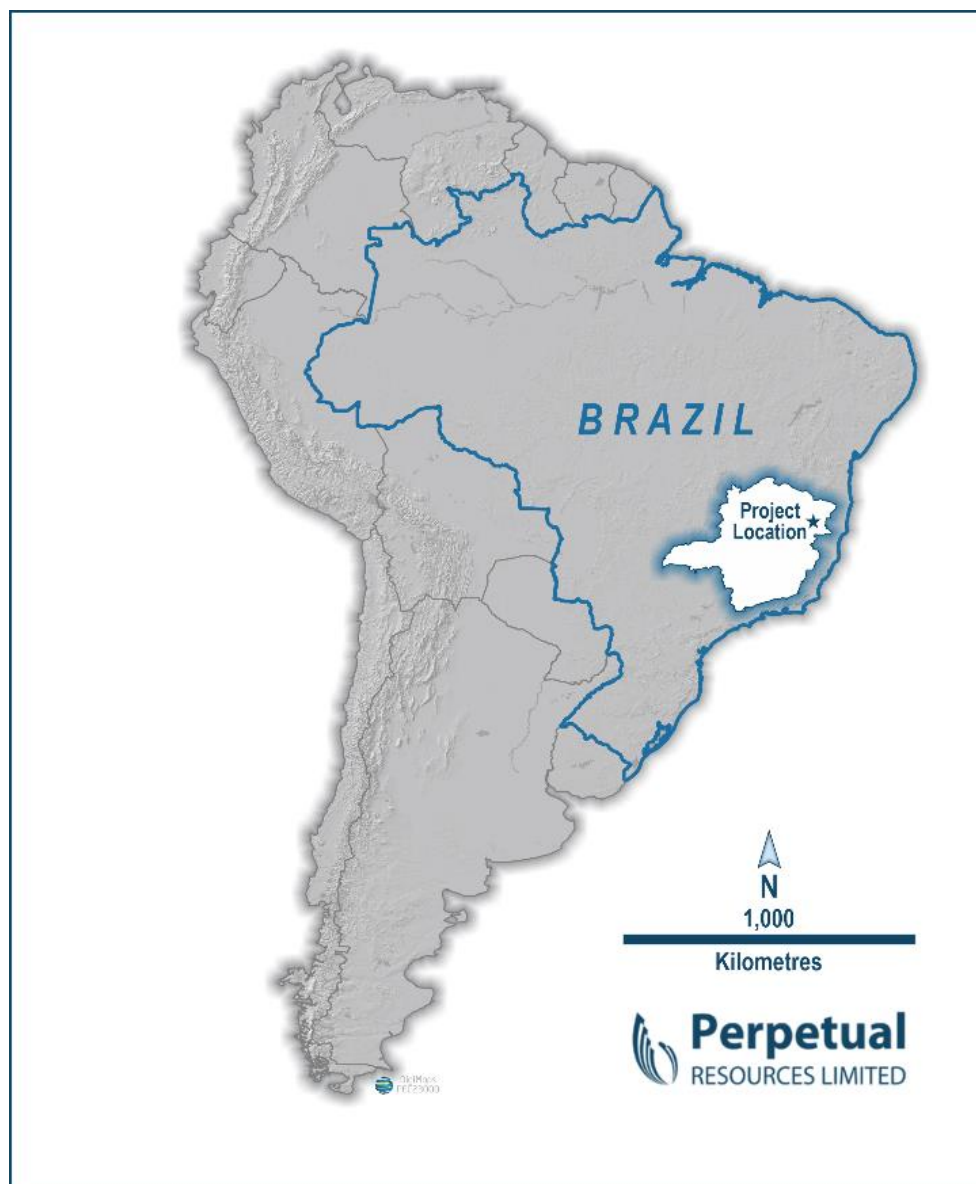 BRAZIL
Project
Location
N
1,000
Kilometres
Perpetual
RESOURCES LIMITED